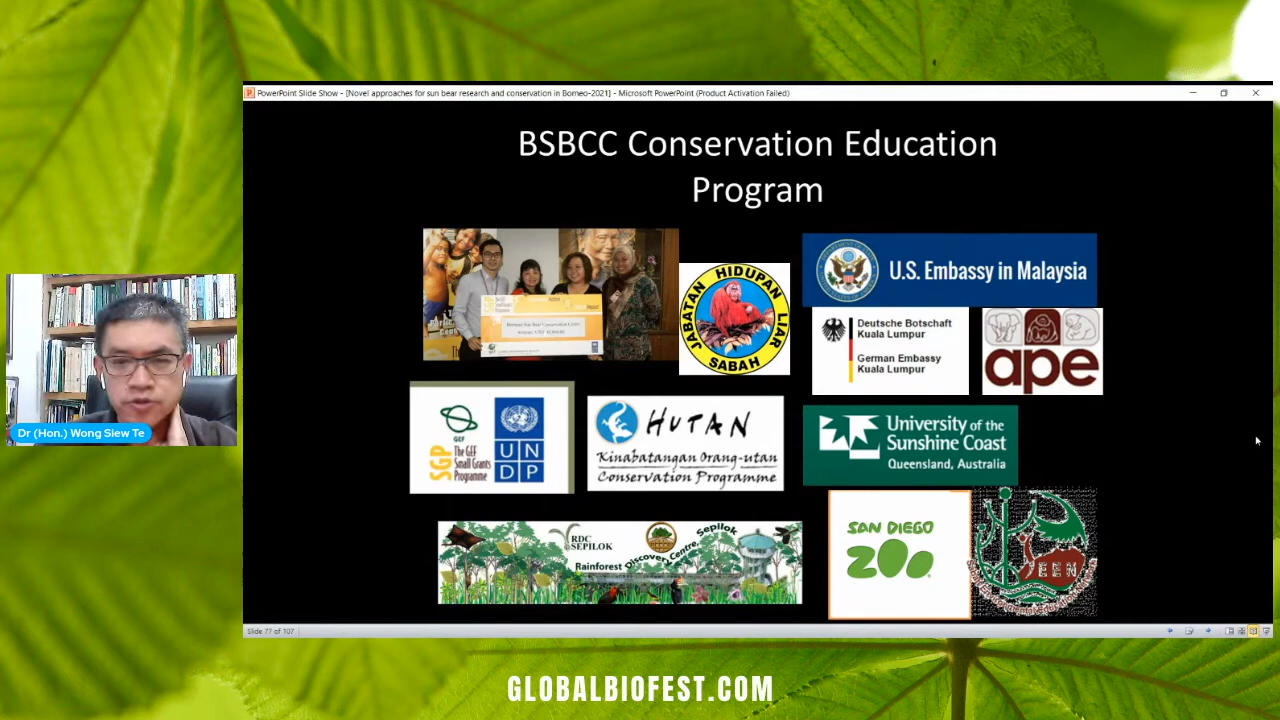 PowerPoint Slide Show - [Novel approaches for sun bear research and conservation in Borneo-2021] - Microsoft PowerPoint (Product Activation Failed)
BSBCC Conservation Education
Program
JABATAN HIDUPAN LIAR
SABAH
U.S. Embassy in Malaysia
Deutsche Botschaft
Kuala Lumpur
German Embassy
Kuala Lumpur
ape
GEF
SGP The GEF
Small Grants
Programme
UN
DP
HUTAN
Kinabatangan Orang-utan
Conservation Programme
University of the
Sunshine Coast
Queensland, Australia
RDC
SEPILOK
Rainforest Discovery Centre, Sepilok
SAN DIEGO
ZOO
SEEN
Slide 77 of 107
Dr (Hon.) Wong Siew Te
GLOBALBIOFEST.COM